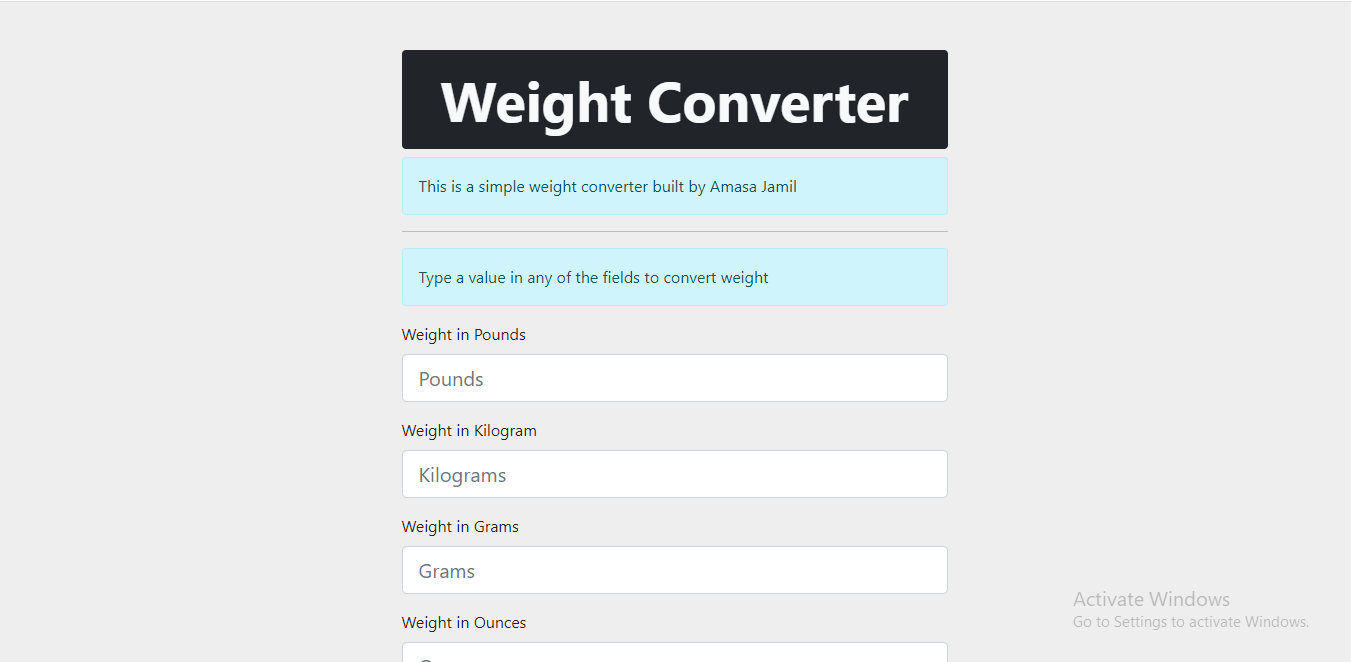 Weight Converter
This is a simple weight converter built by Amasa Jamil
Type a value in any of the fields to convert weight
Weight in Pounds
Pounds
Weight in Kilogram
Kilograms
Weight in Grams
Grams
Weight in Ounces
Activate Windows
Go to Settings to activate Windows.